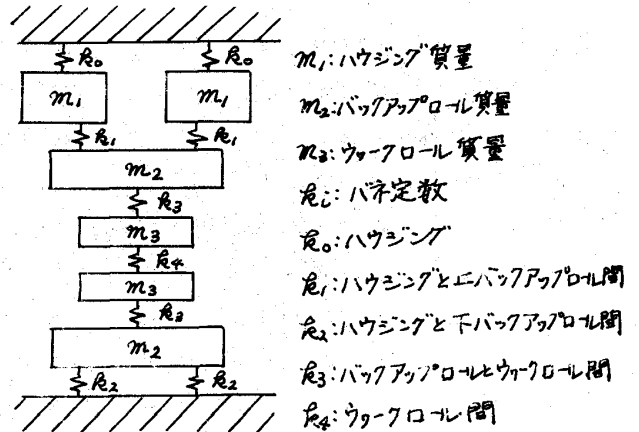 k₀ k₀
m₁ m₁
k₁ k₁
m₂
k₃
m₃
k₄
m₃
k₃
m₂
k₂ k₂
m₁:ハウジング質量
m₂:バックアップロール質量
m₃:ワークロール質量
kᵢ:バネ定数
k₀:ハウジング
k₁:ハウジングと上バックアップロール間
k₂:ハウジングと下バックアップロール間
k₃:バックアップロールとワークロール間
k₄:ワークロール間